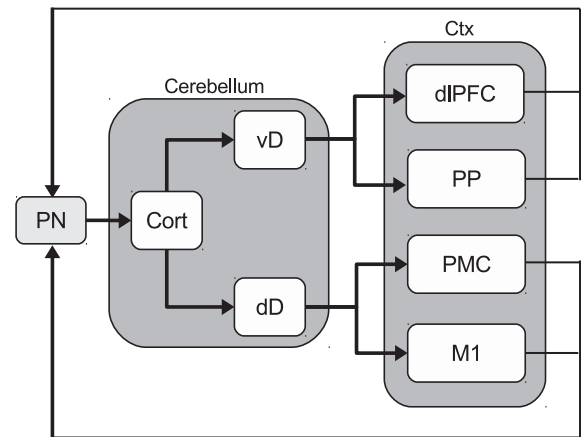 Ctx
Cerebellum
dlPFC
vD
PP
PN
Cort
PMC
dD
M1